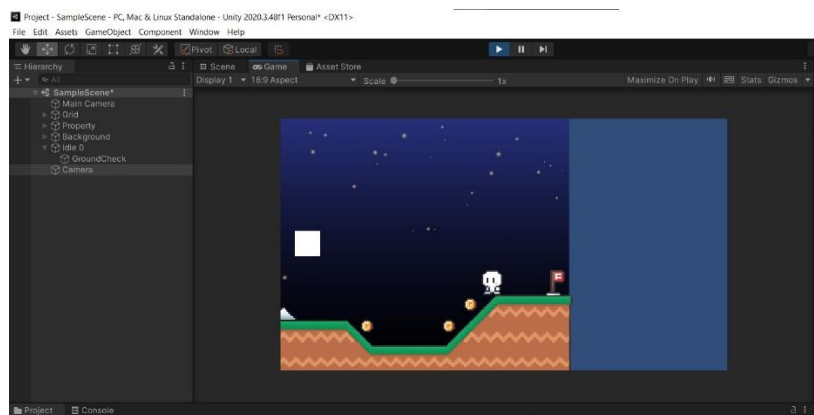 Project - SampleScene - PC, Mac & Linux Standalone - Unity 2020.3.48f1 Personal* <DX11>
File Edit Assets GameObject Component Window Help
Pivot Local
Hierarchy Scene Game Asset Store
All Display 1 16:9 Aspect Scale 1x Maximize On Play Stats Gizmos
SampleScene*
Main Camera
Grid
Property
Background
Idle 0
GroundCheck
Camera
Project Console